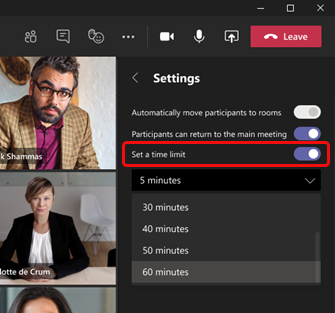 Leave
Settings
Automatically move participants to rooms
k Shammas
Participants can return to the main meeting
Set a time limit
5 minutes
30 minutes
40 minutes
50 minutes
60 minutes
lotte de Crum